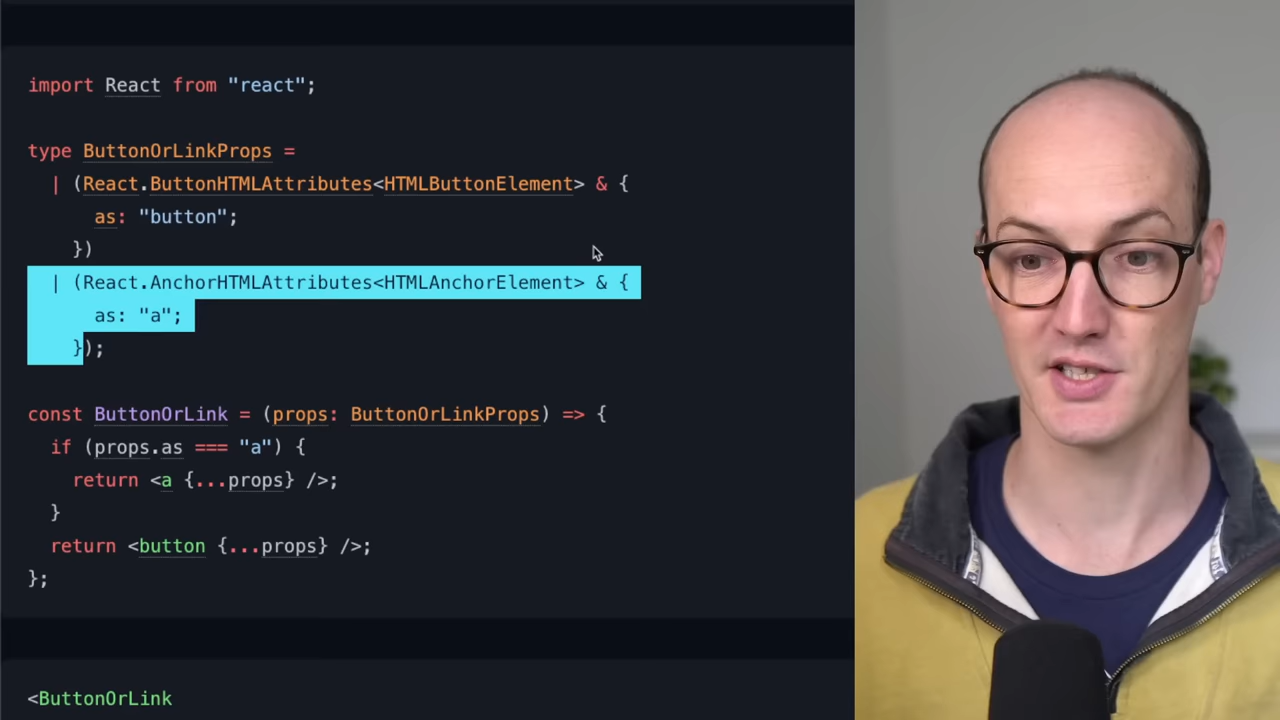 import React from "react";
type ButtonOrLinkProps =
| (React.ButtonHTMLAttributes<HTMLButtonElement> & {
as: "button";
})
| (React.AnchorHTMLAttributes<HTMLAnchorElement> & {
as: "a";
});
const ButtonOrLink = (props: ButtonOrLinkProps) => {
if (props.as === "a") {
return <a {...props} />;
}
return <button {...props} />;
};
<ButtonOrLink